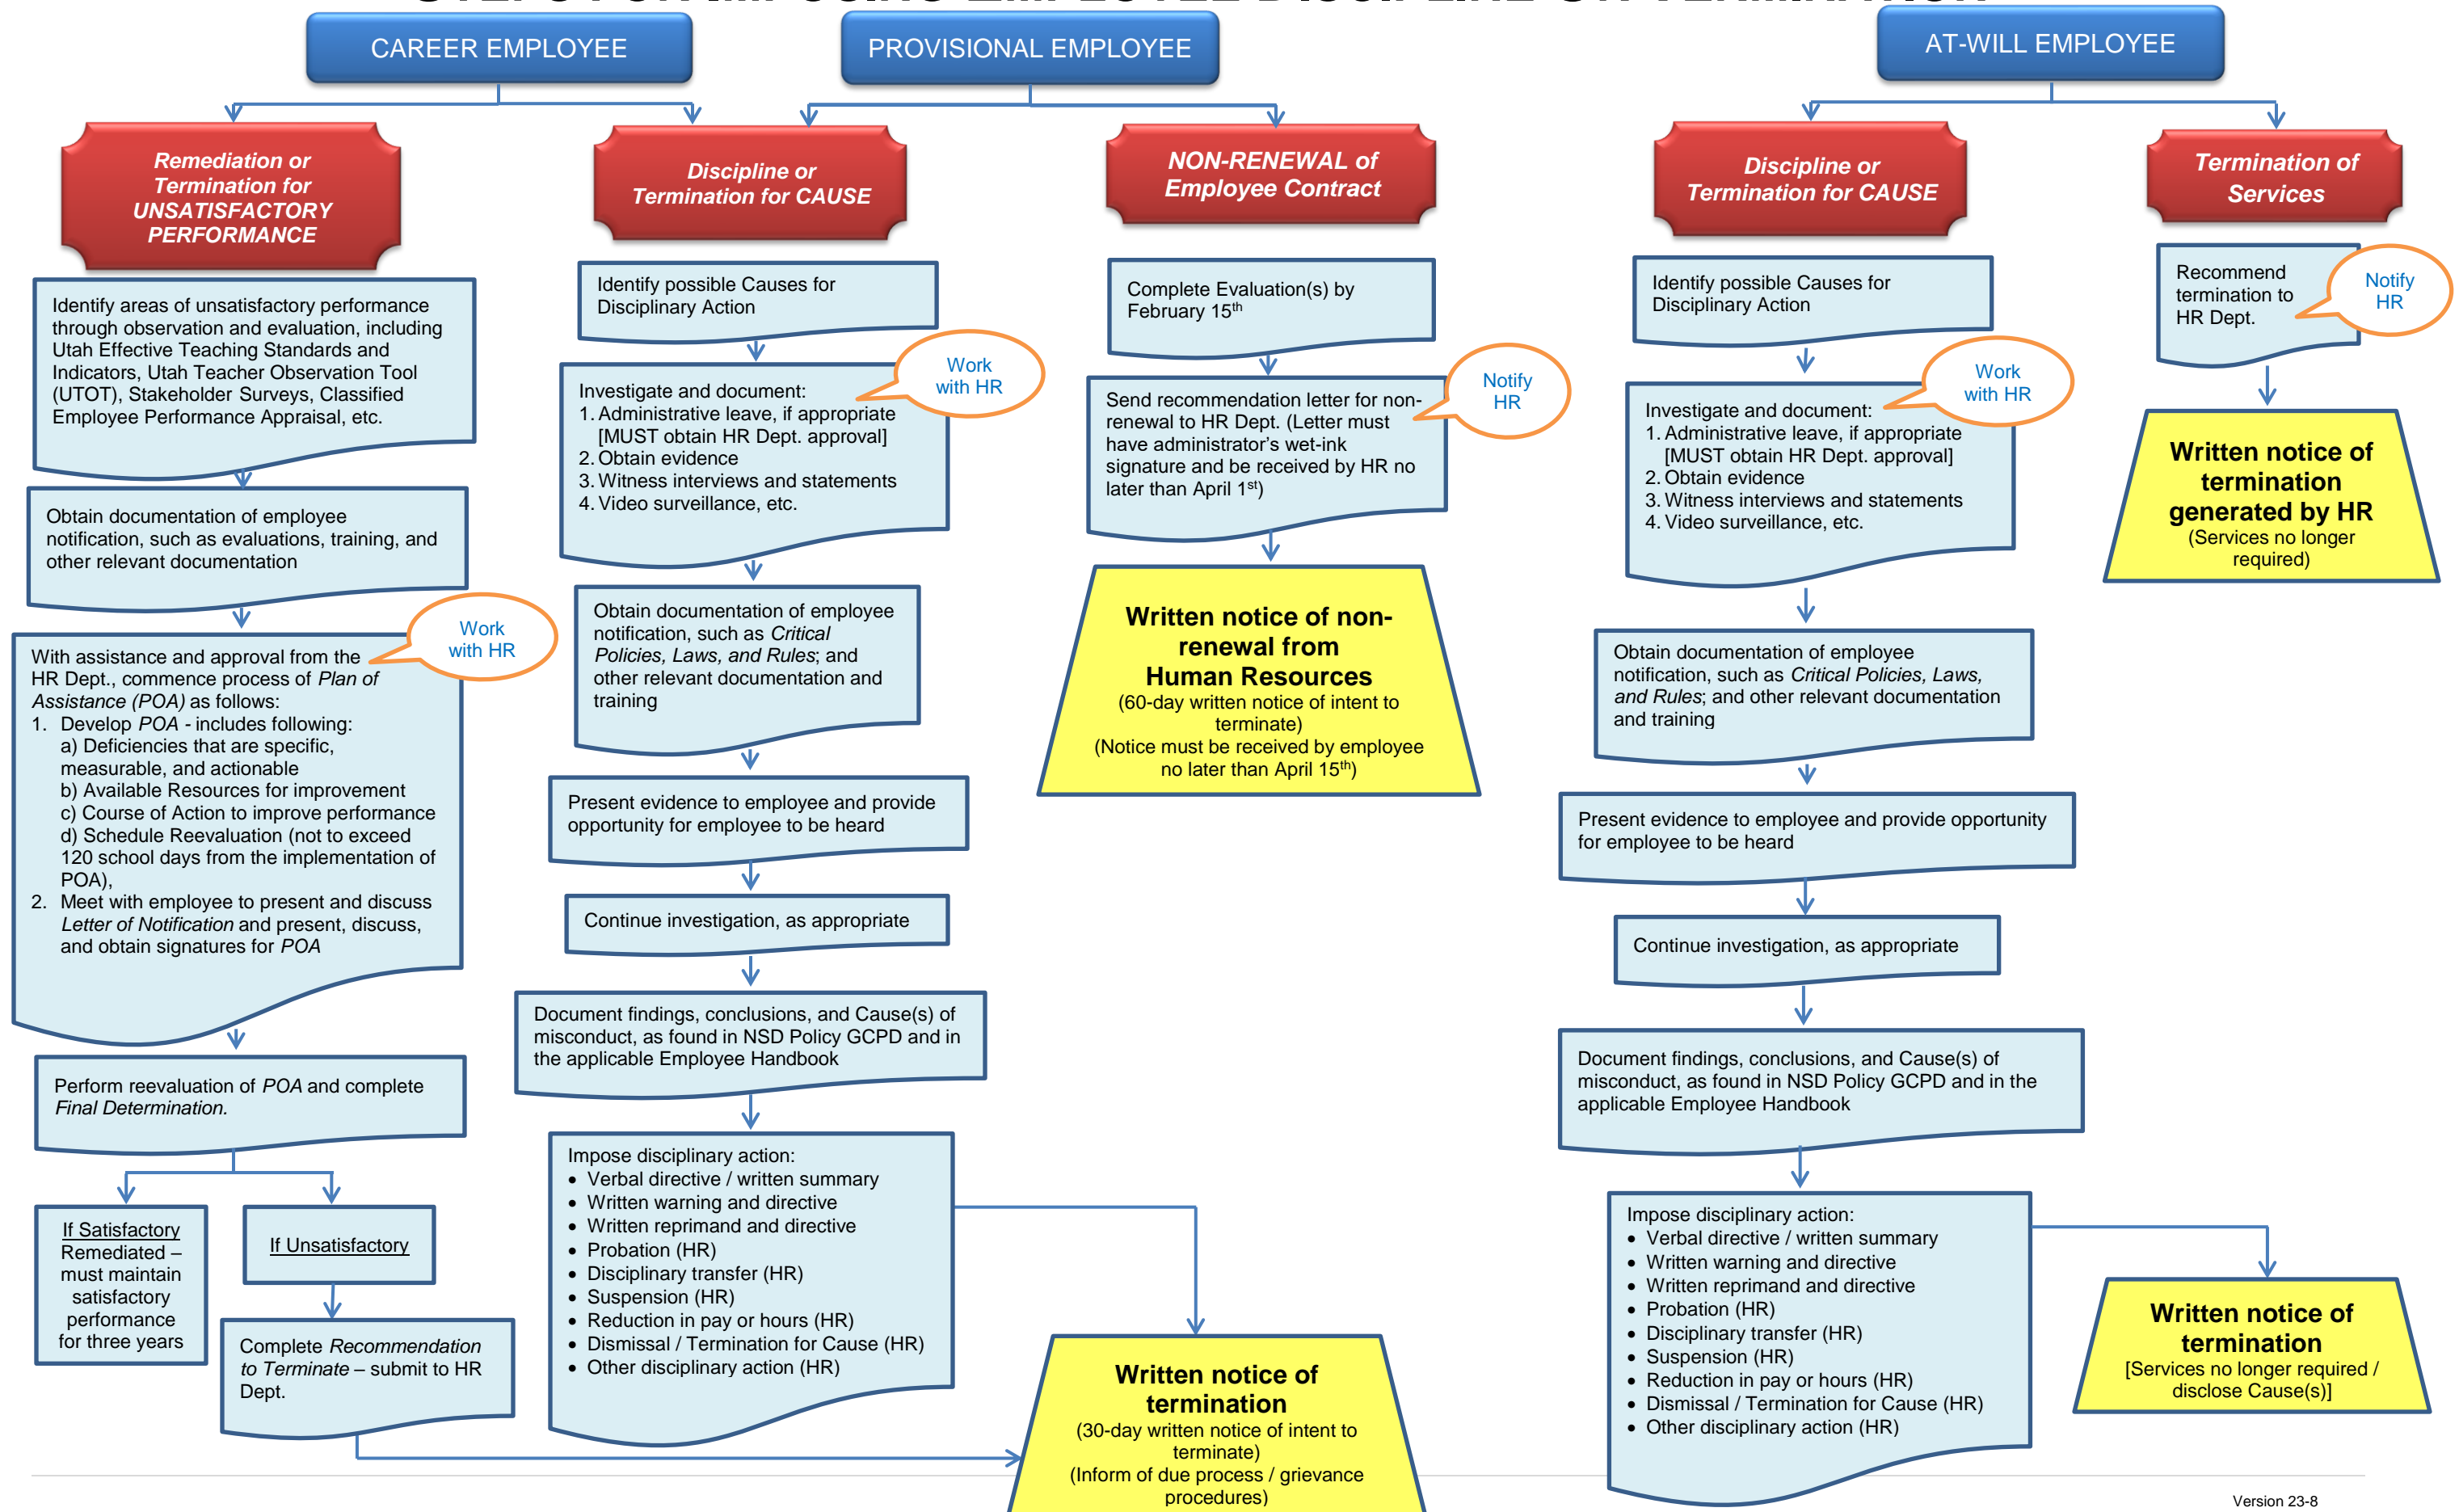 STEPS FOR IMPOSING EMPLOYEE DISCIPLINE OR TERMINATION
CAREER EMPLOYEE
PROVISIONAL EMPLOYEE
AT-WILL EMPLOYEE
Remediation or
Termination for
UNSATISFACTORY
PERFORMANCE
Identify areas of unsatisfactory performance
through observation and evaluation, including
Utah Effective Teaching Standards and
Indicators, Utah Teacher Observation Tool
(UTOT), Stakeholder Surveys, Classified
Employee Performance Appraisal, etc.
Obtain documentation of employee
notification, such as evaluations, training, and
other relevant documentation
Work
with HR
With assistance and approval from the
HR Dept., commence process of Plan of
Assistance (POA) as follows:
1. Develop POA - includes following:
a) Deficiencies that are specific,
measurable, and actionable
b) Available Resources for improvement
c) Course of Action to improve performance
d) Schedule Reevaluation (not to exceed
120 school days from the implementation of
POA),
2. Meet with employee to present and discuss
Letter of Notification and present, discuss,
and obtain signatures for POA
Perform reevaluation of POA and complete
Final Determination.
If Satisfactory
Remediated –
must maintain
satisfactory
performance
for three years
If Unsatisfactory
Complete Recommendation
to Terminate – submit to HR
Dept.
Discipline or
Termination for CAUSE
Identify possible Causes for
Disciplinary Action
Work
with HR
Investigate and document:
1. Administrative leave, if appropriate
[MUST obtain HR Dept. approval]
2. Obtain evidence
3. Witness interviews and statements
4. Video surveillance, etc.
Obtain documentation of employee
notification, such as Critical
Policies, Laws, and Rules; and
other relevant documentation and
training
Present evidence to employee and provide
opportunity for employee to be heard
Continue investigation, as appropriate
Document findings, conclusions, and Cause(s) of
misconduct, as found in NSD Policy GCPD and in
the applicable Employee Handbook
Impose disciplinary action:
• Verbal directive / written summary
• Written warning and directive
• Written reprimand and directive
• Probation (HR)
• Disciplinary transfer (HR)
• Suspension (HR)
• Reduction in pay or hours (HR)
• Dismissal / Termination for Cause (HR)
• Other disciplinary action (HR)
Written notice of
termination
(30-day written notice of intent to
terminate)
(Inform of due process / grievance
procedures)
NON-RENEWAL of
Employee Contract
Complete Evaluation(s) by
February 15th
Notify
HR
Send recommendation letter for non-
renewal to HR Dept. (Letter must
have administrator’s wet-ink
signature and be received by HR no
later than April 1st)
Written notice of non-
renewal from
Human Resources
(60-day written notice of intent to
terminate)
(Notice must be received by employee
no later than April 15th)
Discipline or
Termination for CAUSE
Identify possible Causes for
Disciplinary Action
Work
with HR
Investigate and document:
1. Administrative leave, if appropriate
[MUST obtain HR Dept. approval]
2. Obtain evidence
3. Witness interviews and statements
4. Video surveillance, etc.
Obtain documentation of employee
notification, such as Critical Policies, Laws,
and Rules; and other relevant documentation
and training
Present evidence to employee and provide opportunity
for employee to be heard
Continue investigation, as appropriate
Document findings, conclusions, and Cause(s) of
misconduct, as found in NSD Policy GCPD and in the
applicable Employee Handbook
Impose disciplinary action:
• Verbal directive / written summary
• Written warning and directive
• Written reprimand and directive
• Probation (HR)
• Disciplinary transfer (HR)
• Suspension (HR)
• Reduction in pay or hours (HR)
• Dismissal / Termination for Cause (HR)
• Other disciplinary action (HR)
Written notice of
termination
[Services no longer required /
disclose Cause(s)]
Termination of
Services
Recommend
termination to
HR Dept.
Notify
HR
Written notice of
termination
generated by HR
(Services no longer
required)
Version 23-8